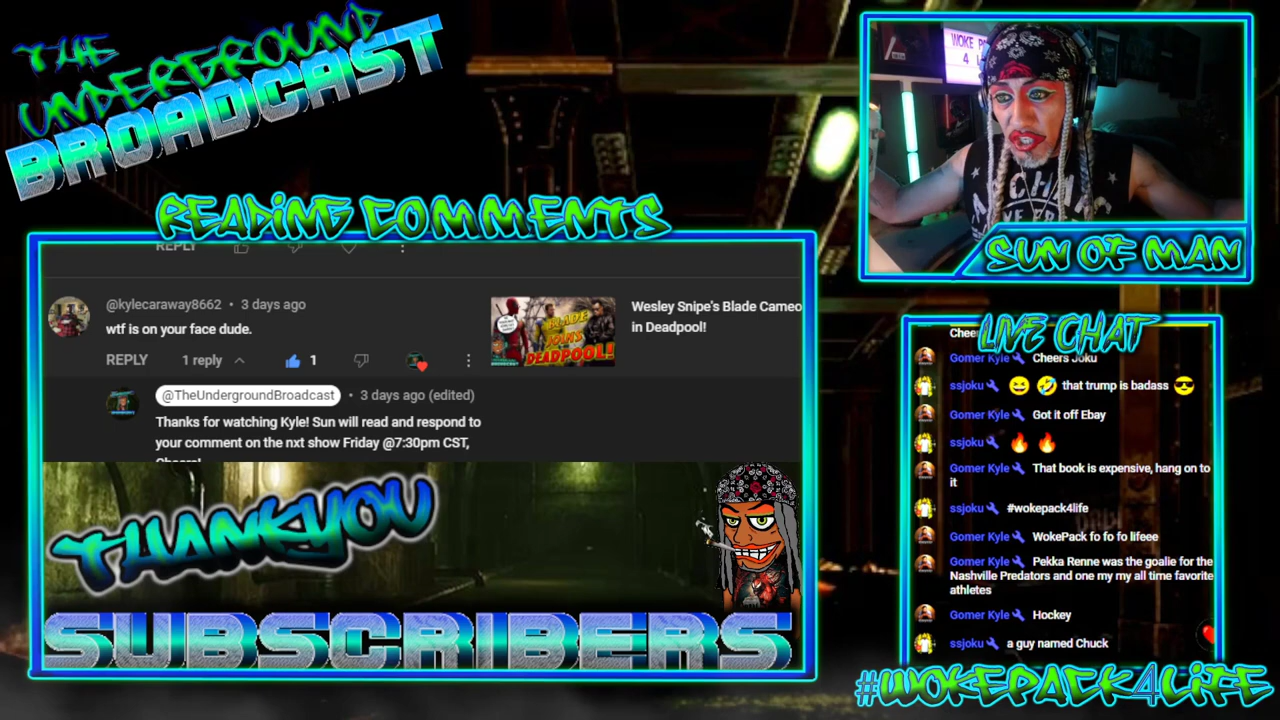 THE
UNDERGROUND
BROADCAST
READING COMMENTS
REPLY
@kylecaraway8662 • 3 days ago
wtf is on your face dude.
REPLY 1 reply 1
Wesley Snipe's Blade Cameo
in Deadpool!
BLADE
JOINS
DEADPOOL!
@TheUndergroundBroadcast • 3 days ago (edited)
Thanks for watching Kyle! Sun will read and respond to
your comment on the nxt show Friday @7:30pm CST,
Cheers!
THANKYOU
SUBSCRIBERS
WOKE
4
SUN OF MAN
LIVE CHAT
Cheer
Gomer Kyle Cheers Joku
ssjoku 😆 🤣 that trump is badass 😎
Gomer Kyle Got it off Ebay
ssjoku 🔥 🔥
Gomer Kyle That book is expensive, hang on to
it
ssjoku #wokepack4life
Gomer Kyle WokePack fo fo fo lifeee
Gomer Kyle Pekka Renne was the goalie for the
Nashville Predators and one my my all time favorite
athletes
Gomer Kyle Hockey
ssjoku a guy named Chuck
#WOKEPACK4LIFE